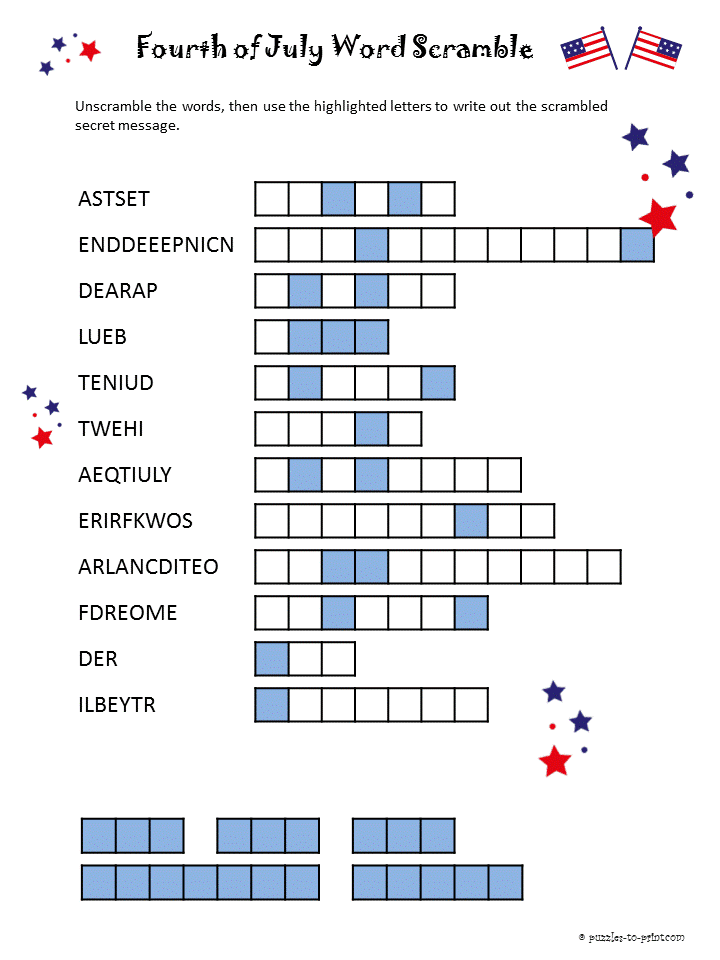 Fourth of July Word Scramble
Unscramble the words, then use the highlighted letters to write out the scrambled
secret message.
ASTSET
ENDDEEEPNICN
DEARAP
LUEB
TENIUD
TWEHI
AEQTIULY
ERIRFKWOS
ARLANCDITEO
FDREOME
DER
ILBEYTR
© puzzles-to-print.com